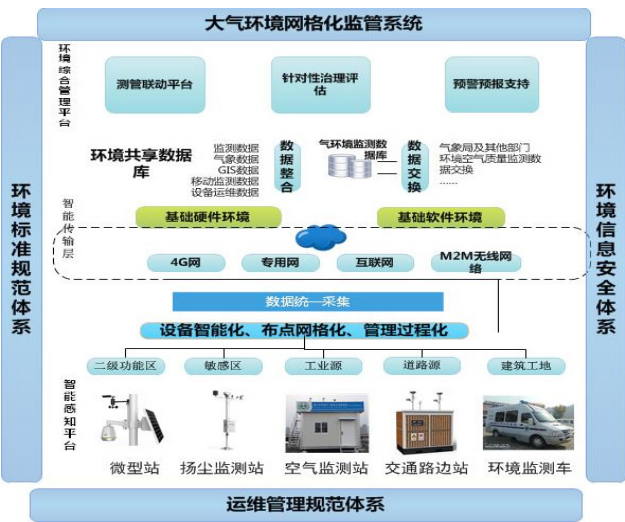 大气环境网格化监管系统
环境综合管理平台
测管联动平台
针对性治理评
估
预警预报支持
环境共享数据
库
监测数据
气象数据
GIS数据
移动监测数据
设备运维数据
数据整合
气环境监测数
据库
数据交换
气象局及其他部门
环境空气质量监测数
据交换
……
环境标准规范体系
环境信息安全体系
智能传输层
基础硬件环境
基础软件环境
4G网
专用网
互联网
M2M无线网
络
数据统一采集
设备智能化、布点网格化、管理过程化
二级功能区
敏感区
工业源
道路源
建筑工地
智能感知平台
微型站
扬尘监测站
空气监测站
交通路边站
环境监测车
运维管理规范体系